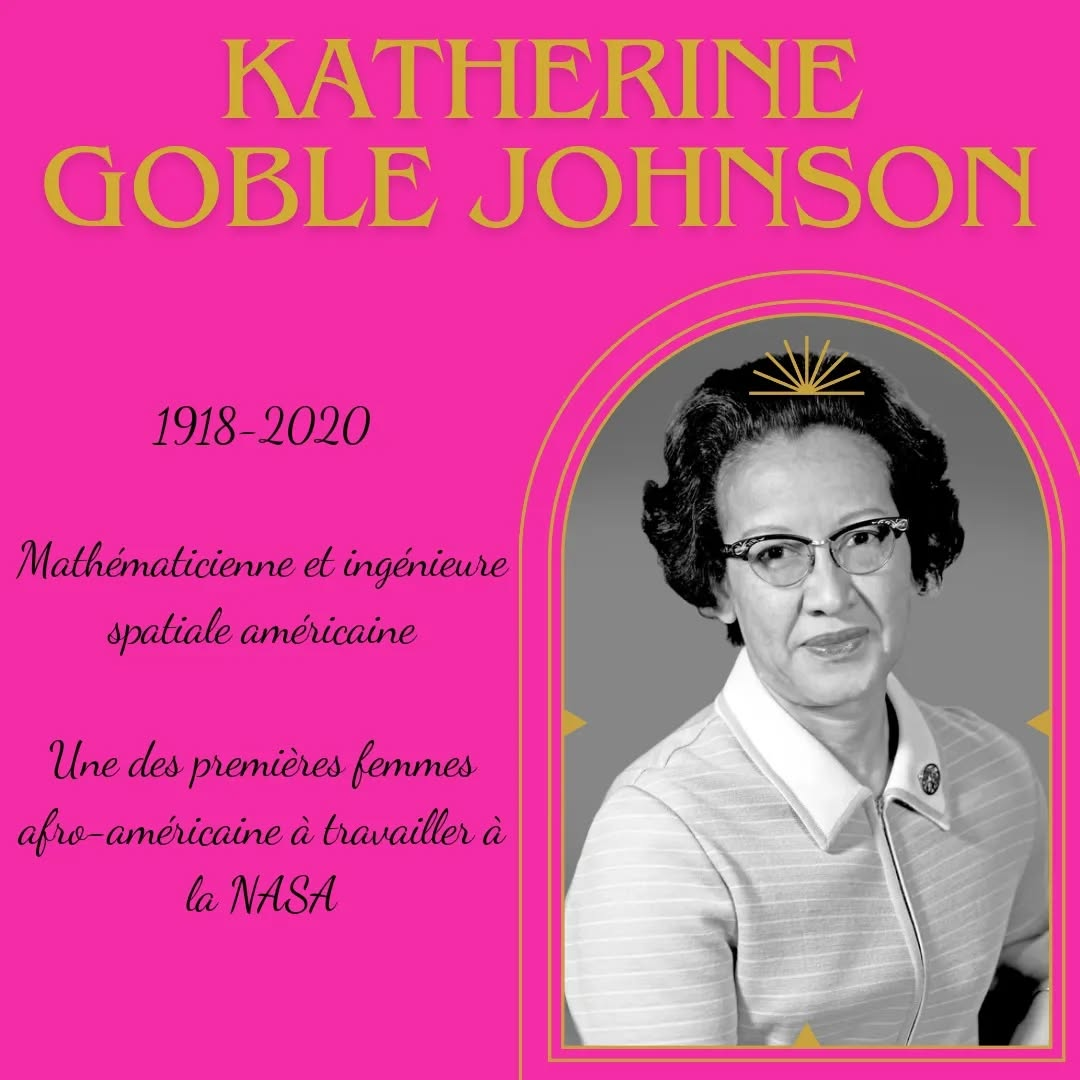 KATHERINE
GOBLE JOHNSON
1918-2020
Mathématicienne et ingénieure
spatiale américaine
Une des premières femmes
afro-américaine à travailler à
la NASA